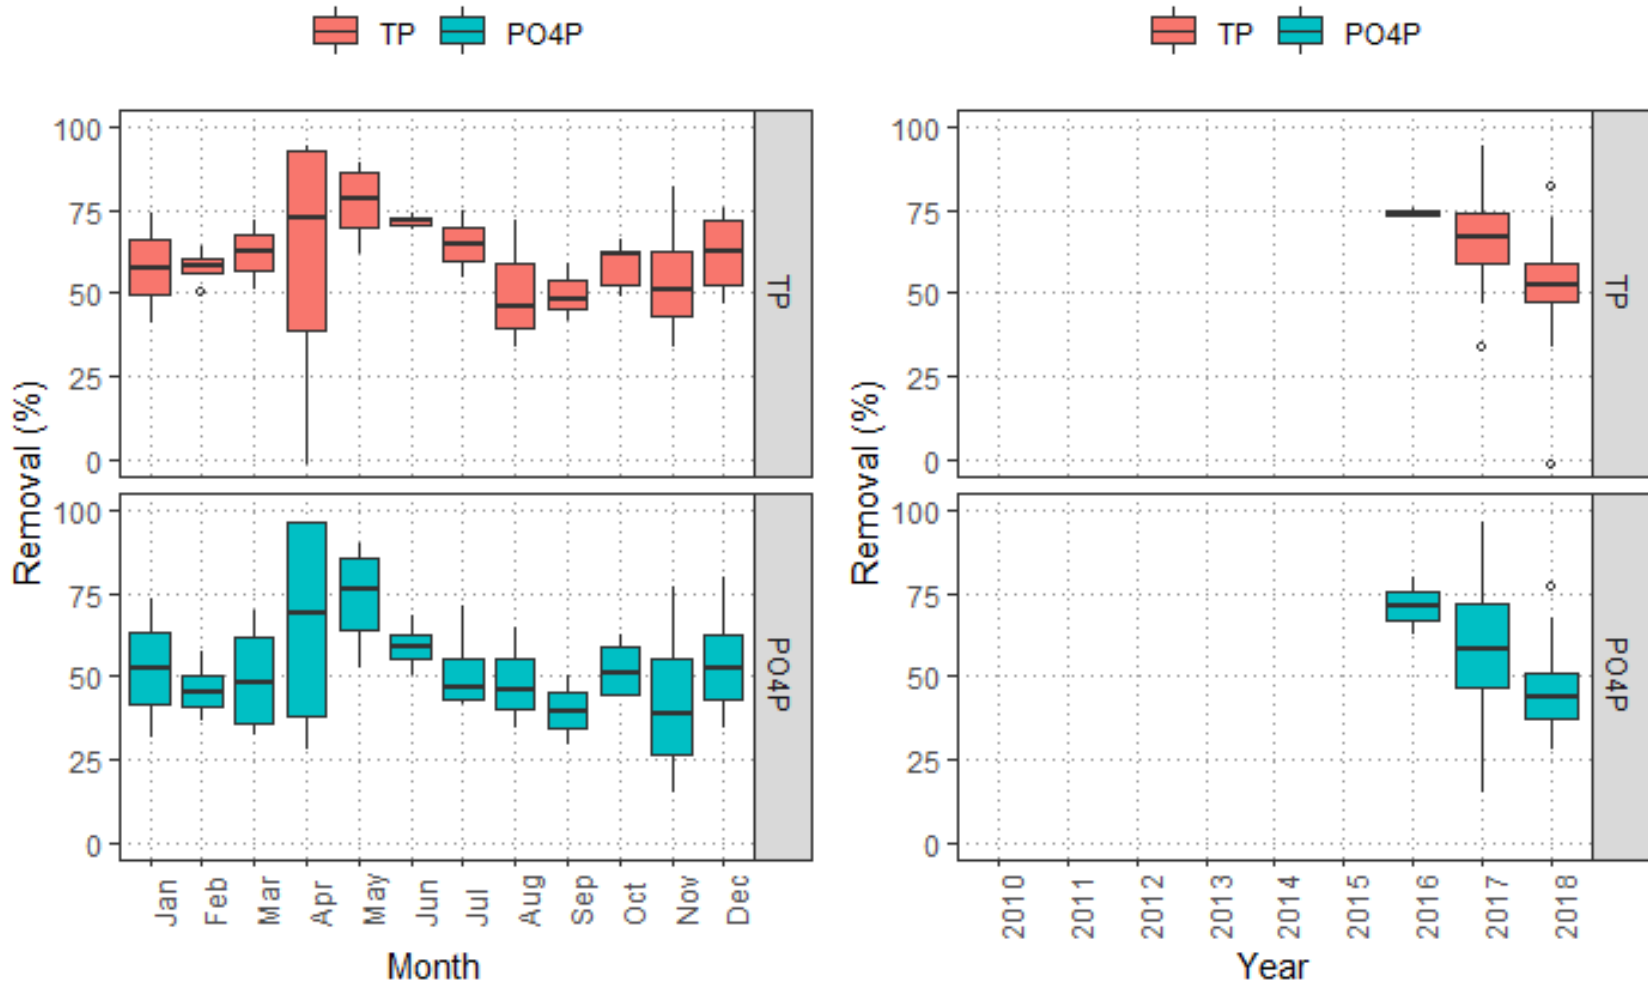 TP PO4P
Removal (%)
100
75
50
25
0
TP
100
75
50
25
0
PO4P
Jan Feb Mar Apr May Jun Jul Aug Sep Oct Nov Dec
Month
TP PO4P
Removal (%)
100
75
50
25
0
TP
100
75
50
25
0
PO4P
2010 2011 2012 2013 2014 2015 2016 2017 2018
Year